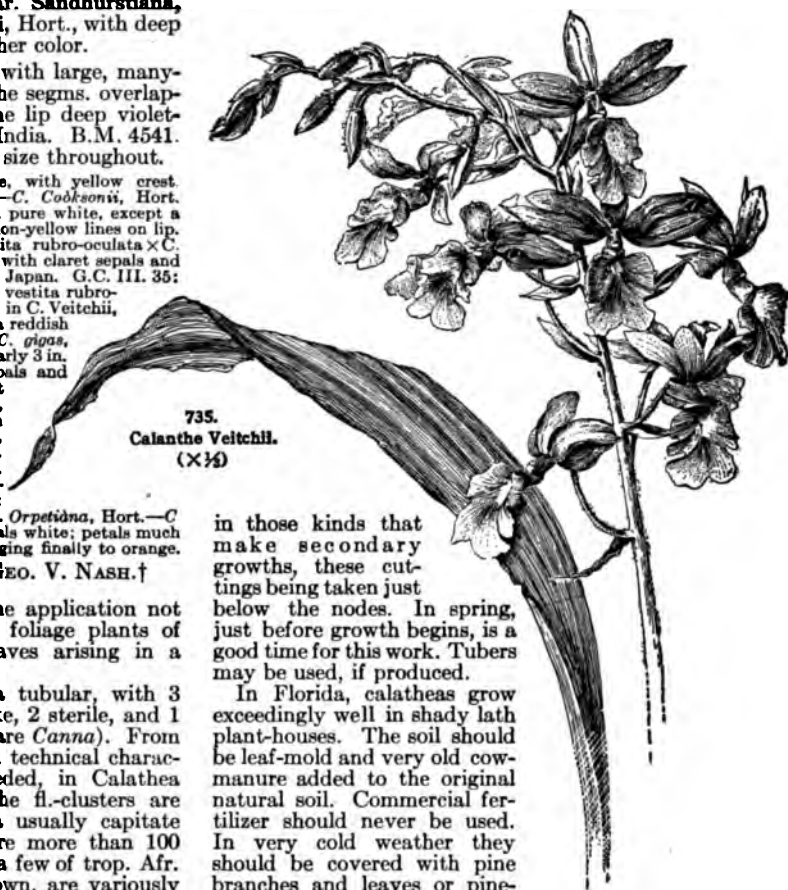 ar. Sandhurstiana,
i, Hort., with deep
her color.
with large, many-
he segms. overlap-
he lip deep violet-
India. B.M. 4541.
size throughout.
e, with yellow crest.
—C. Coòksonii, Hort.
pure white, except a
on-yellow lines on lip.
ita rubro-oculata × C.
with claret sepals and
Japan. G.C. III. 35:
vestita rubro-
in C. Veitchii,
reddish
C. gigas,
arly 3 in.
pals and
735.
Calanthe Veitchii.
(×⅓)
Orpetiàna, Hort.—C
ls white; petals much
ging finally to orange.
GEO. V. NASH.†
he application not
foliage plants of
aves arising in a
tubular, with 3
ke, 2 sterile, and 1
are Canna). From
technical charac-
ded, in Calathea
he fl.-clusters are
usually capitate
re more than 100
a few of trop. Afr.
own, are variously
in those kinds that
make secondary
growths, these cut-
tings being taken just
below the nodes. In spring,
just before growth begins, is a
good time for this work. Tubers
may be used, if produced.
In Florida, calatheas grow
exceedingly well in shady lath
plant-houses. The soil should
be leaf-mold and very old cow-
manure added to the original
natural soil. Commercial fer-
tilizer should never be used.
In very cold weather they
should be covered with pine
branches and leaves or pine-